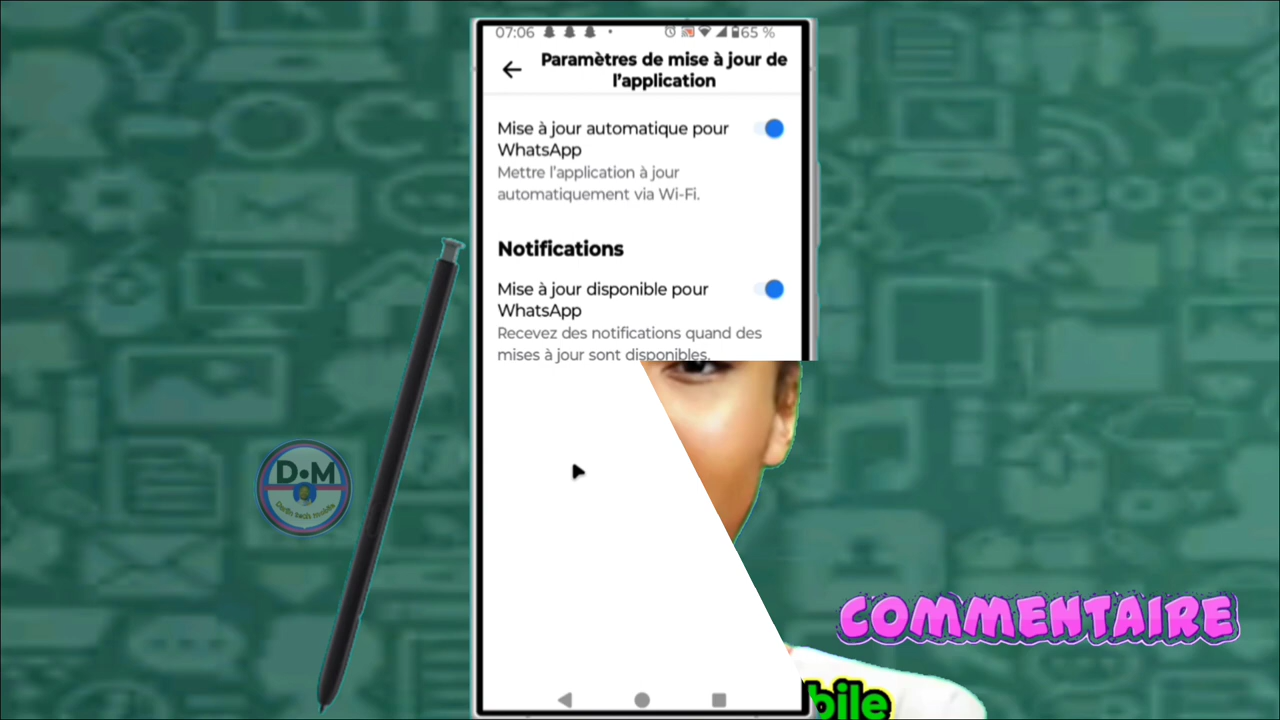 07:06
65 %
Paramètres de mise à jour de
l’application
Mise à jour automatique pour
WhatsApp
Mettre l’application à jour
automatiquement via Wi-Fi.
Notifications
Mise à jour disponible pour
WhatsApp
Recevez des notifications quand des
mises à jour sont disponibles.
D•M
COMMENTAIRE
bile